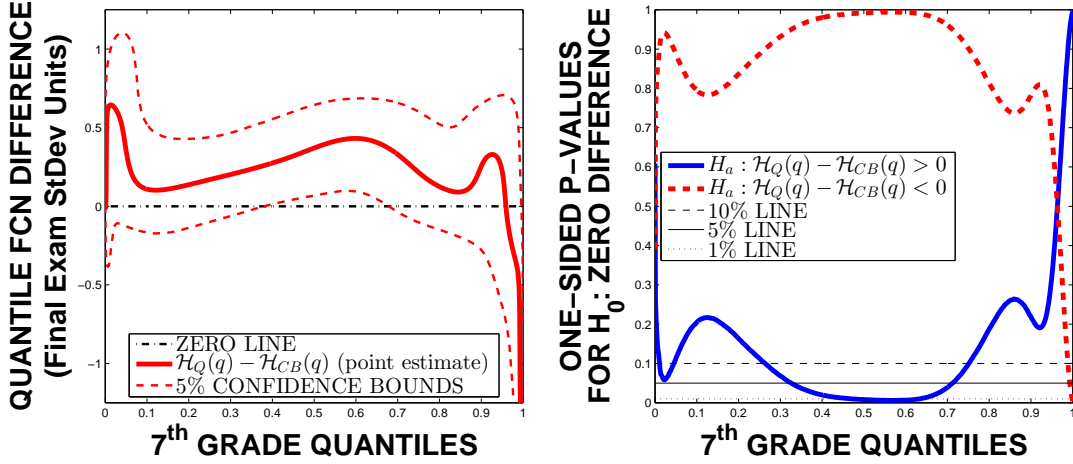 QUANTILE FCN DIFFERENCE
(Final Exam StDev Units)
1
0.5
0
−0.5
−1
ZERO LINE
H_Q(q) − H_CB(q) (point estimate)
5% CONFIDENCE BOUNDS
0 0.1 0.2 0.3 0.4 0.5 0.6 0.7 0.8 0.9 1
7th GRADE QUANTILES
ONE−SIDED P−VALUES
FOR H0: ZERO DIFFERENCE
1
0.9
0.8
0.7
0.6
0.5
0.4
0.3
0.2
0.1
0
H_a : H_Q(q) − H_CB(q) > 0
H_a : H_Q(q) − H_CB(q) < 0
10% LINE
5% LINE
1% LINE
0 0.1 0.2 0.3 0.4 0.5 0.6 0.7 0.8 0.9 1
7th GRADE QUANTILES